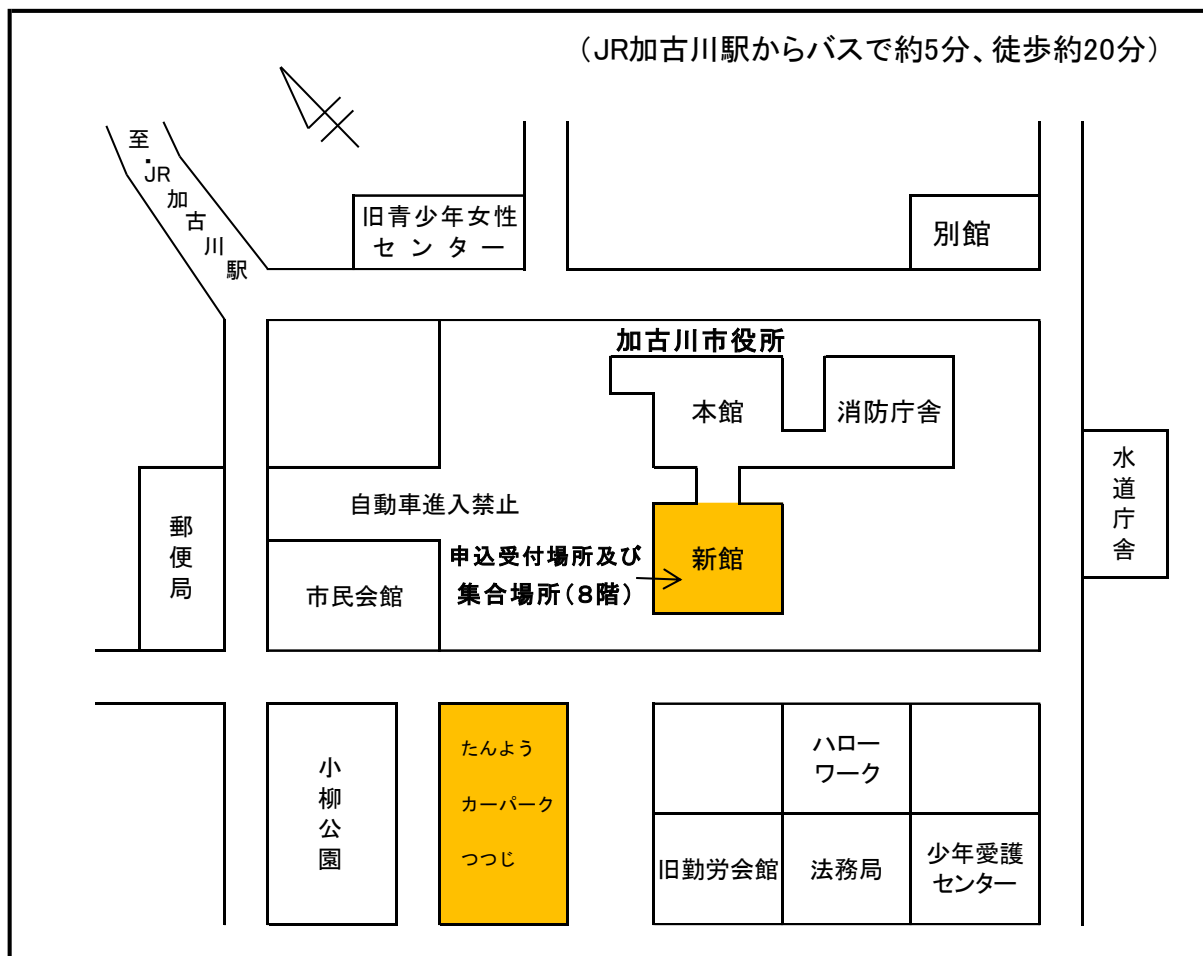 （JR加古川駅からバスで約5分、徒歩約20分）
至・JR加古川駅
旧青少年女性
センター
別館
加古川市役所
本館
消防庁舎
水道庁舎
郵便局
自動車進入禁止
申込受付場所及び
集合場所（８階）
新館
市民会館
小柳公園
たんよう
カーパーク
つつじ
ハロー
ワーク
旧勤労会館
法務局
少年愛護
センター